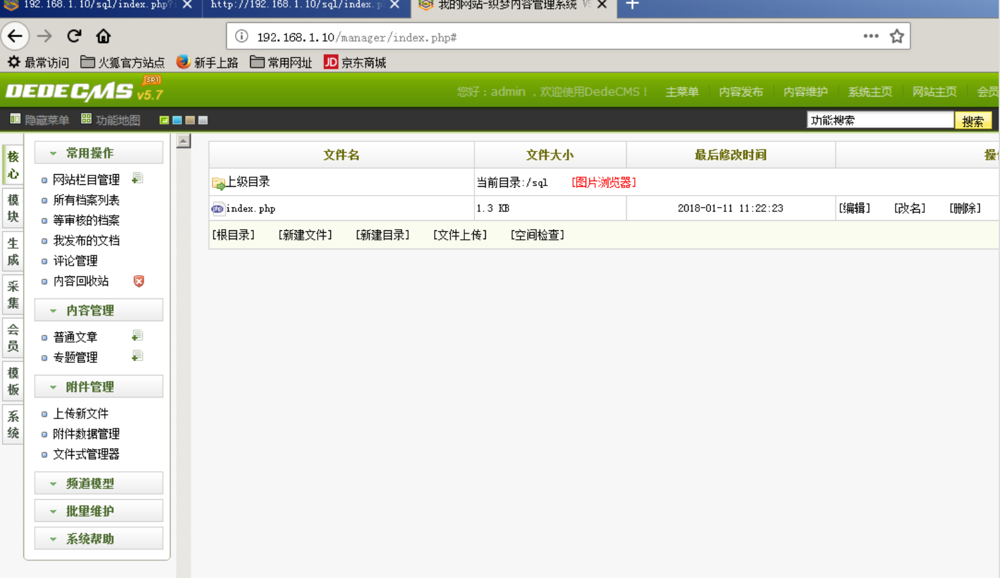 192.168.1.10/sql/index.php?
http://192.168.1.10/sql/index.p
我的网站-织梦内容管理系统 V5
192.168.1.10/manager/index.php#
最常访问 火狐官方站点 新手上路 常用网址 JD 京东商城
DEDECMS v5.7 SP1
您好：admin ，欢迎使用DedeCMS！ 主菜单 内容发布 内容维护 系统主页 网站主页 会员
隐藏菜单 功能地图
功能搜索 搜索
核心
模块
生成
采集
会员
模板
系统
常用操作
网站栏目管理
所有档案列表
等审核的档案
我发布的文档
评论管理
内容回收站
内容管理
普通文章
专题管理
附件管理
上传新文件
附件数据管理
文件式管理器
频道模型
批量维护
系统帮助
文件名 文件大小 最后修改时间
上级目录 当前目录:/sql [图片浏览器]
php index.php 1.3 KB 2018-01-11 11:22:23 [编辑] [改名] [删除]
[根目录] [新建文件] [新建目录] [文件上传] [空间检查]